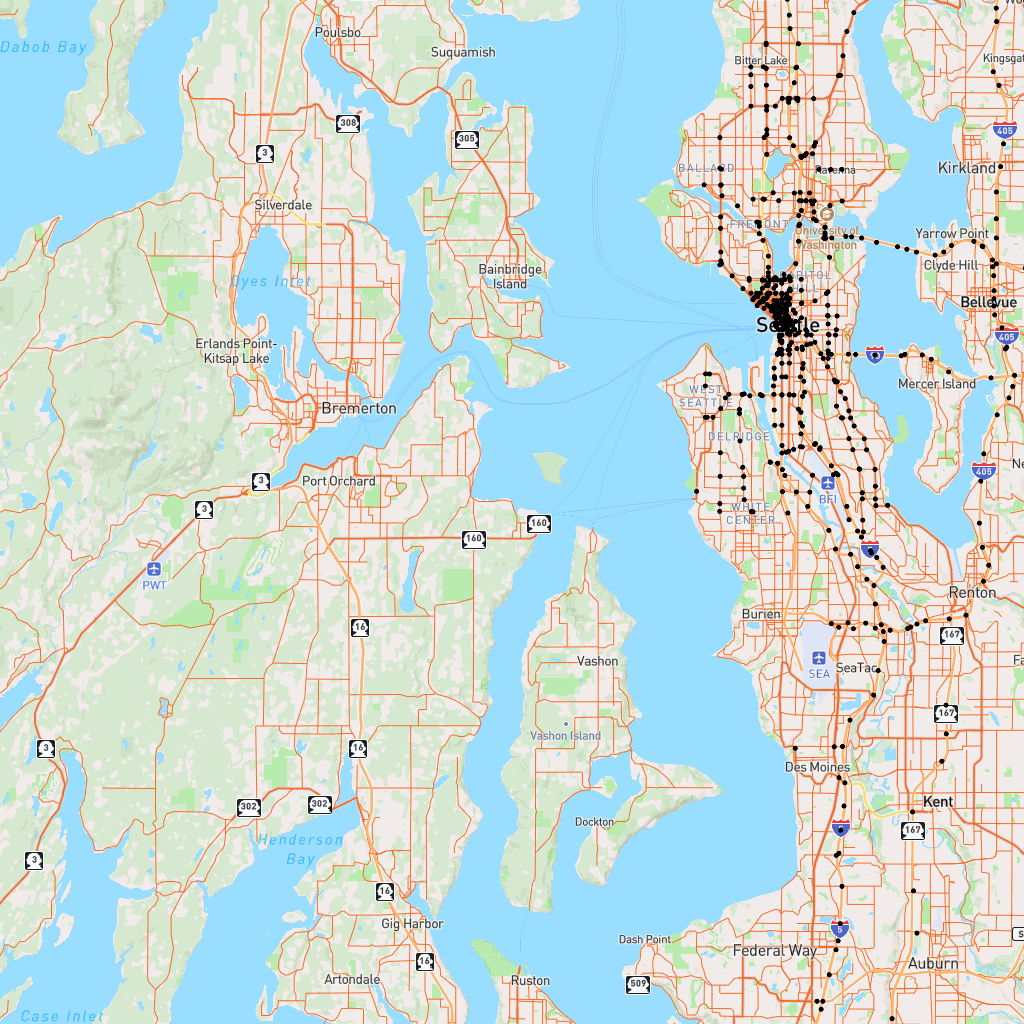 Dabob Bay
Poulsbo
Squamish
Bitter Lake
Kingsgat
308
305
405
3
BALLARD
Ravenna
Kirkland
Silverdale
FREMONT
University of
Washington
Yarrow Point
Clyde Hill
Dyes Inlet
Bainbridge
Island
Bellevue
Erlands Point-
Kitsap Lake
405
Mercer Island
WEST
SEATTLE
Bremerton
DELRIDGE
405
3
Port Orchard
3
BFI
WHITE
CENTER
160
160
PWT
Renton
Burien
16
167
Vashon
SeaTac
SEA
167
Vashon Island
3
16
Des Moines
302
302
Kent
Dockton
167
Henderson
Bay
3
16
Gig Harbor
5
Dash Point
Federal Way
16
Auburn
Artondale
Ruston
509
Case Inlet